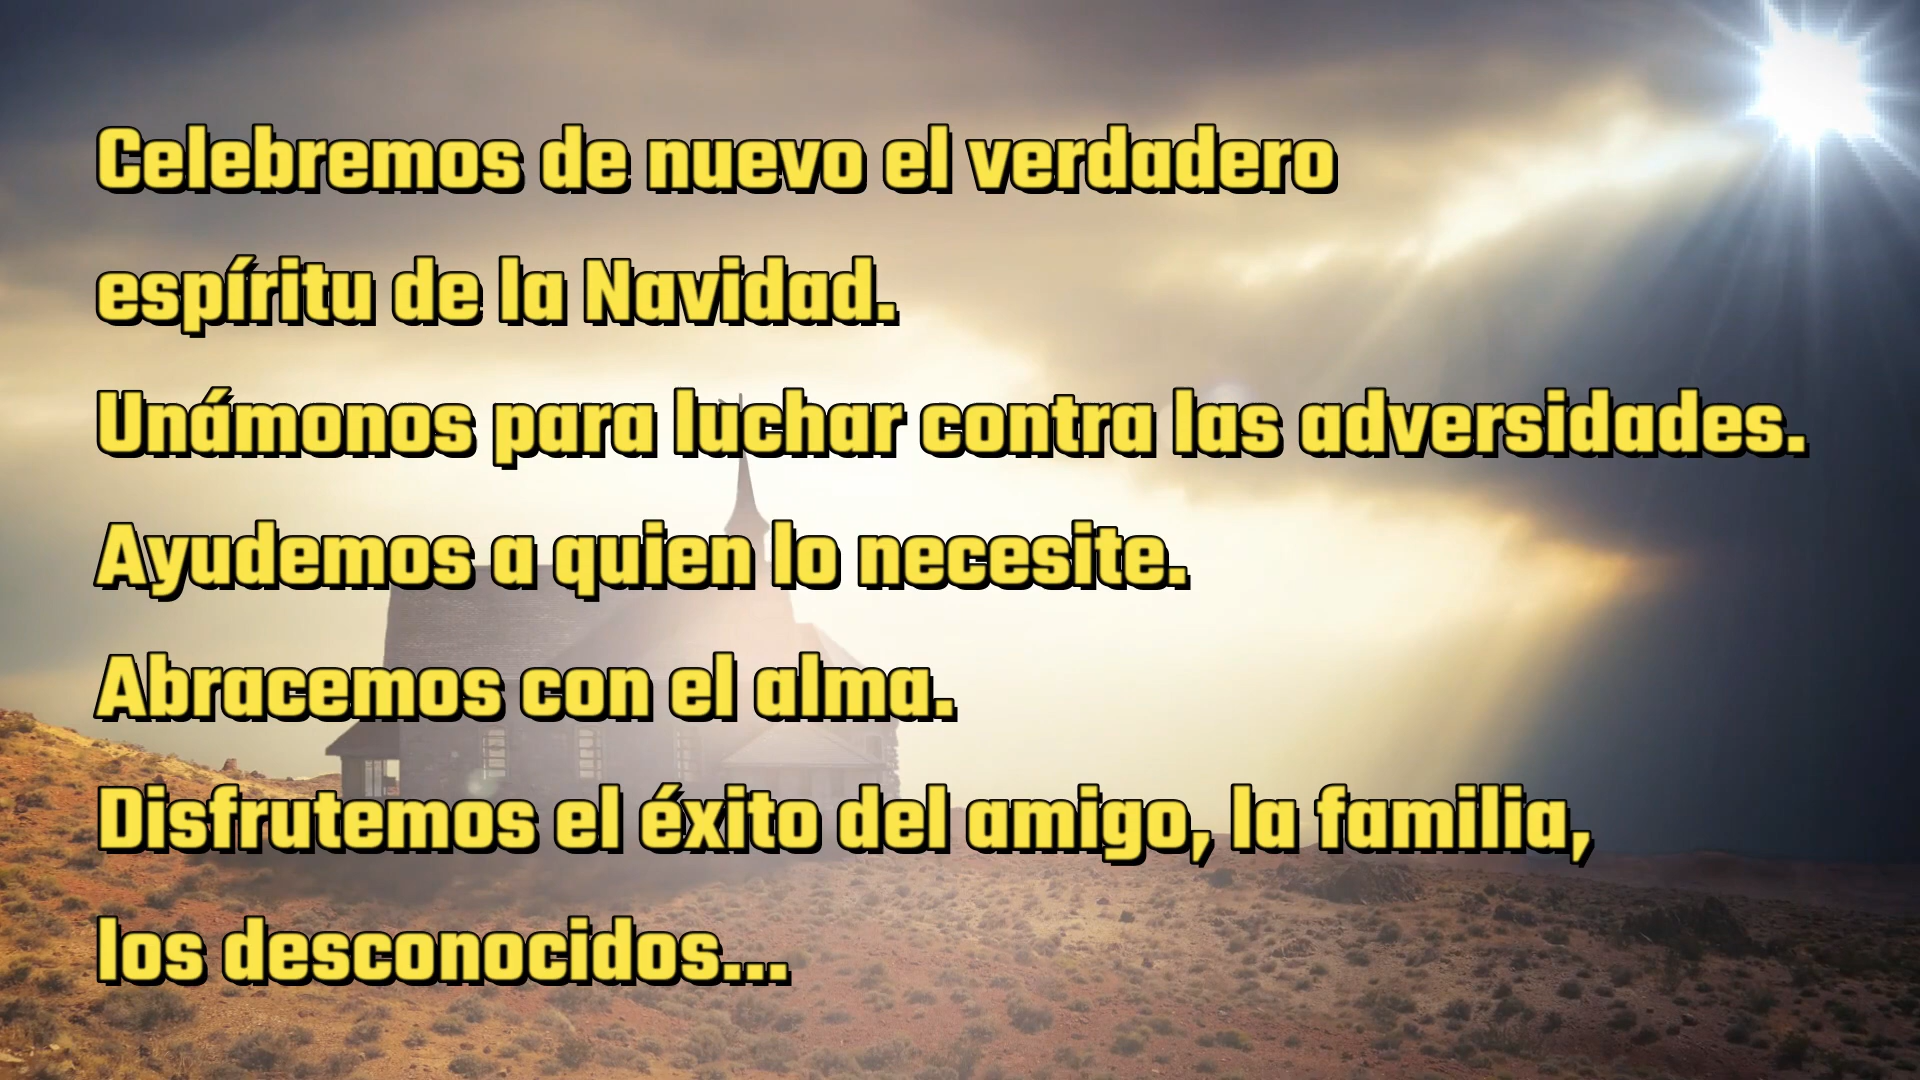 Celebremos de nuevo el verdadero
espíritu de la Navidad.
Unámonos para luchar contra las adversidades.
Ayudemos a quien lo necesite.
Abracemos con el alma.
Disfrutemos el éxito del amigo, la familia,
los desconocidos...